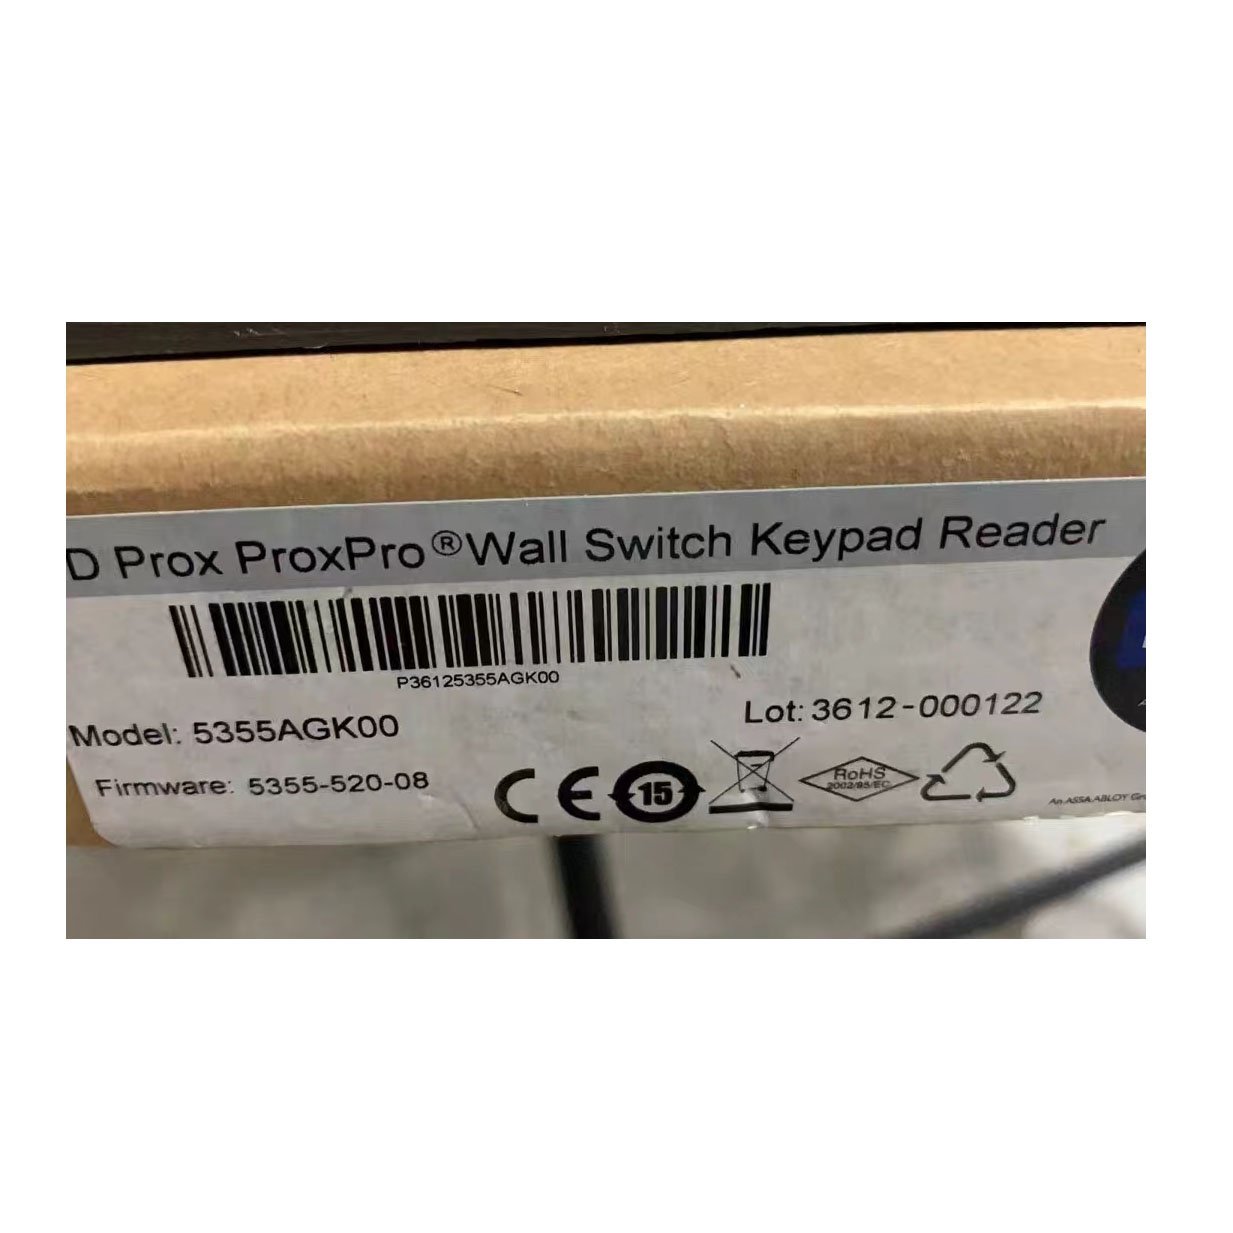 D Prox ProxPro®Wall Switch Keypad Reader
P36125355AGK00
Model: 5355AGK00
Lot: 3612-000122
Firmware: 5355-520-08
CE
15
RoHS
2002/95/EC
An ASSA ABLOY Gr